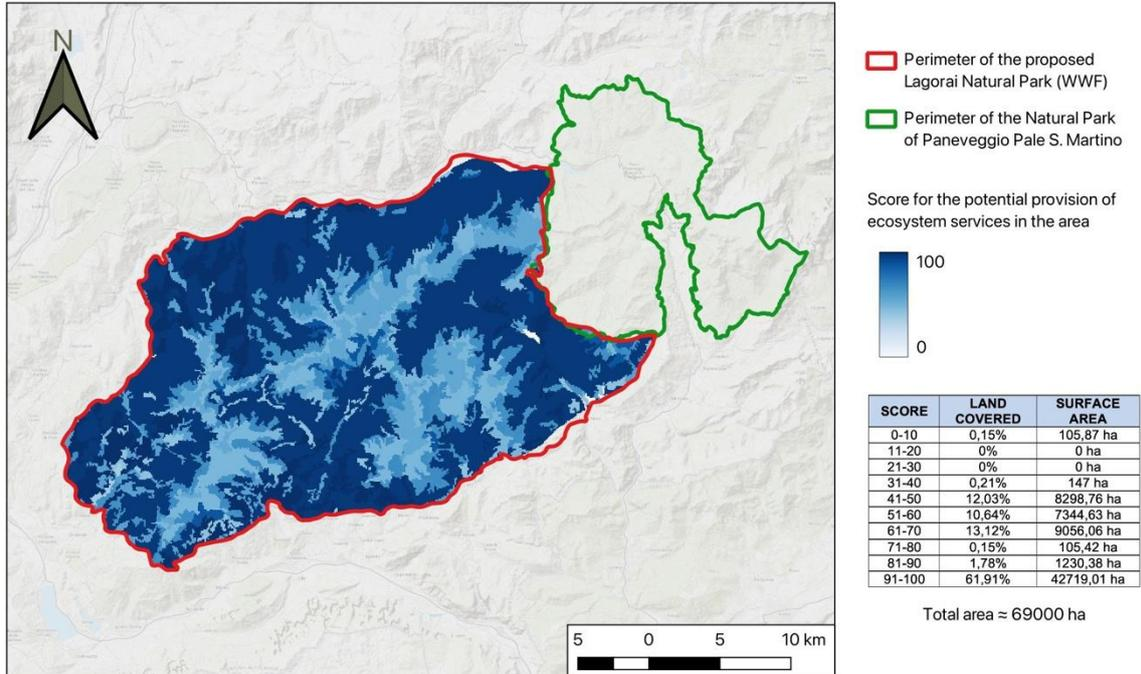 N
Perimeter of the proposed
Lagorai Natural Park (WWF)
Perimeter of the Natural Park
of Paneveggio Pale S. Martino
Score for the potential provision of
ecosystem services in the area
100
0
SCORE LAND COVERED SURFACE AREA
0-10 0,15% 105,87 ha
11-20 0% 0 ha
21-30 0% 0 ha
31-40 0,21% 147 ha
41-50 12,03% 8298,76 ha
51-60 10,64% 7344,63 ha
61-70 13,12% 9056,06 ha
71-80 0,15% 105,42 ha
81-90 1,78% 1230,38 ha
91-100 61,91% 42719,01 ha
Total area ≈ 69000 ha
5 0 5 10 km